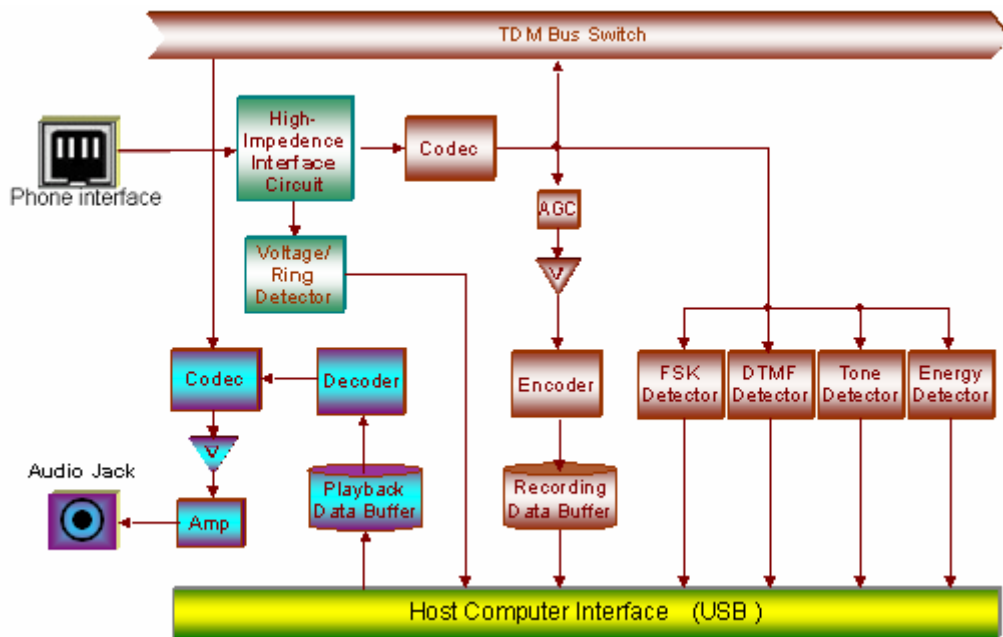 TDM Bus Switch
High-
Impedence
Interface
Circuit
Codec
Phone interface
AGC
V
Voltage/
Ring
Detector
Codec
Decoder
Encoder
FSK
Detector
DTMF
Detector
Tone
Detector
Energy
Detector
V
Audio Jack
Amp
Playback
Data Buffer
Recording
Data Buffer
Host Computer Interface (USB )